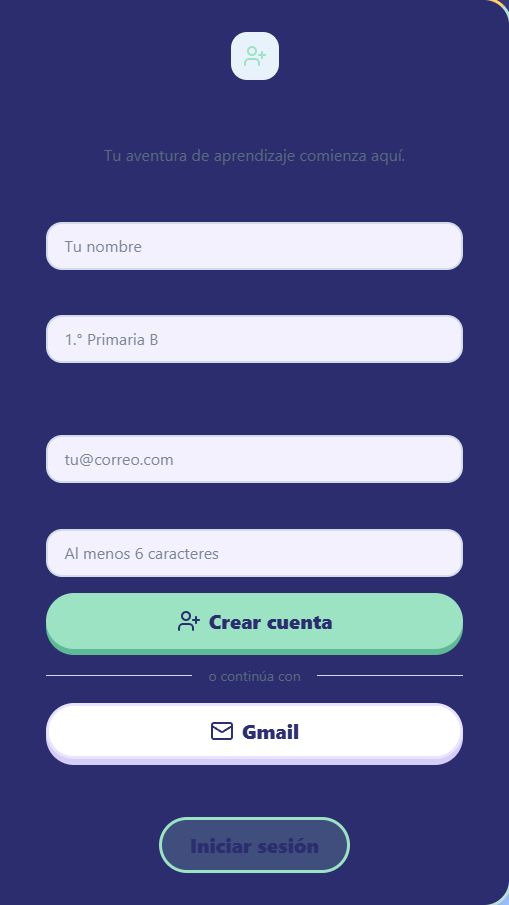 Tu aventura de aprendizaje comienza aquí.
Tu nombre
1.° Primaria B
tu@correo.com
Al menos 6 caracteres
Crear cuenta
o continúa con
Gmail
Iniciar sesión